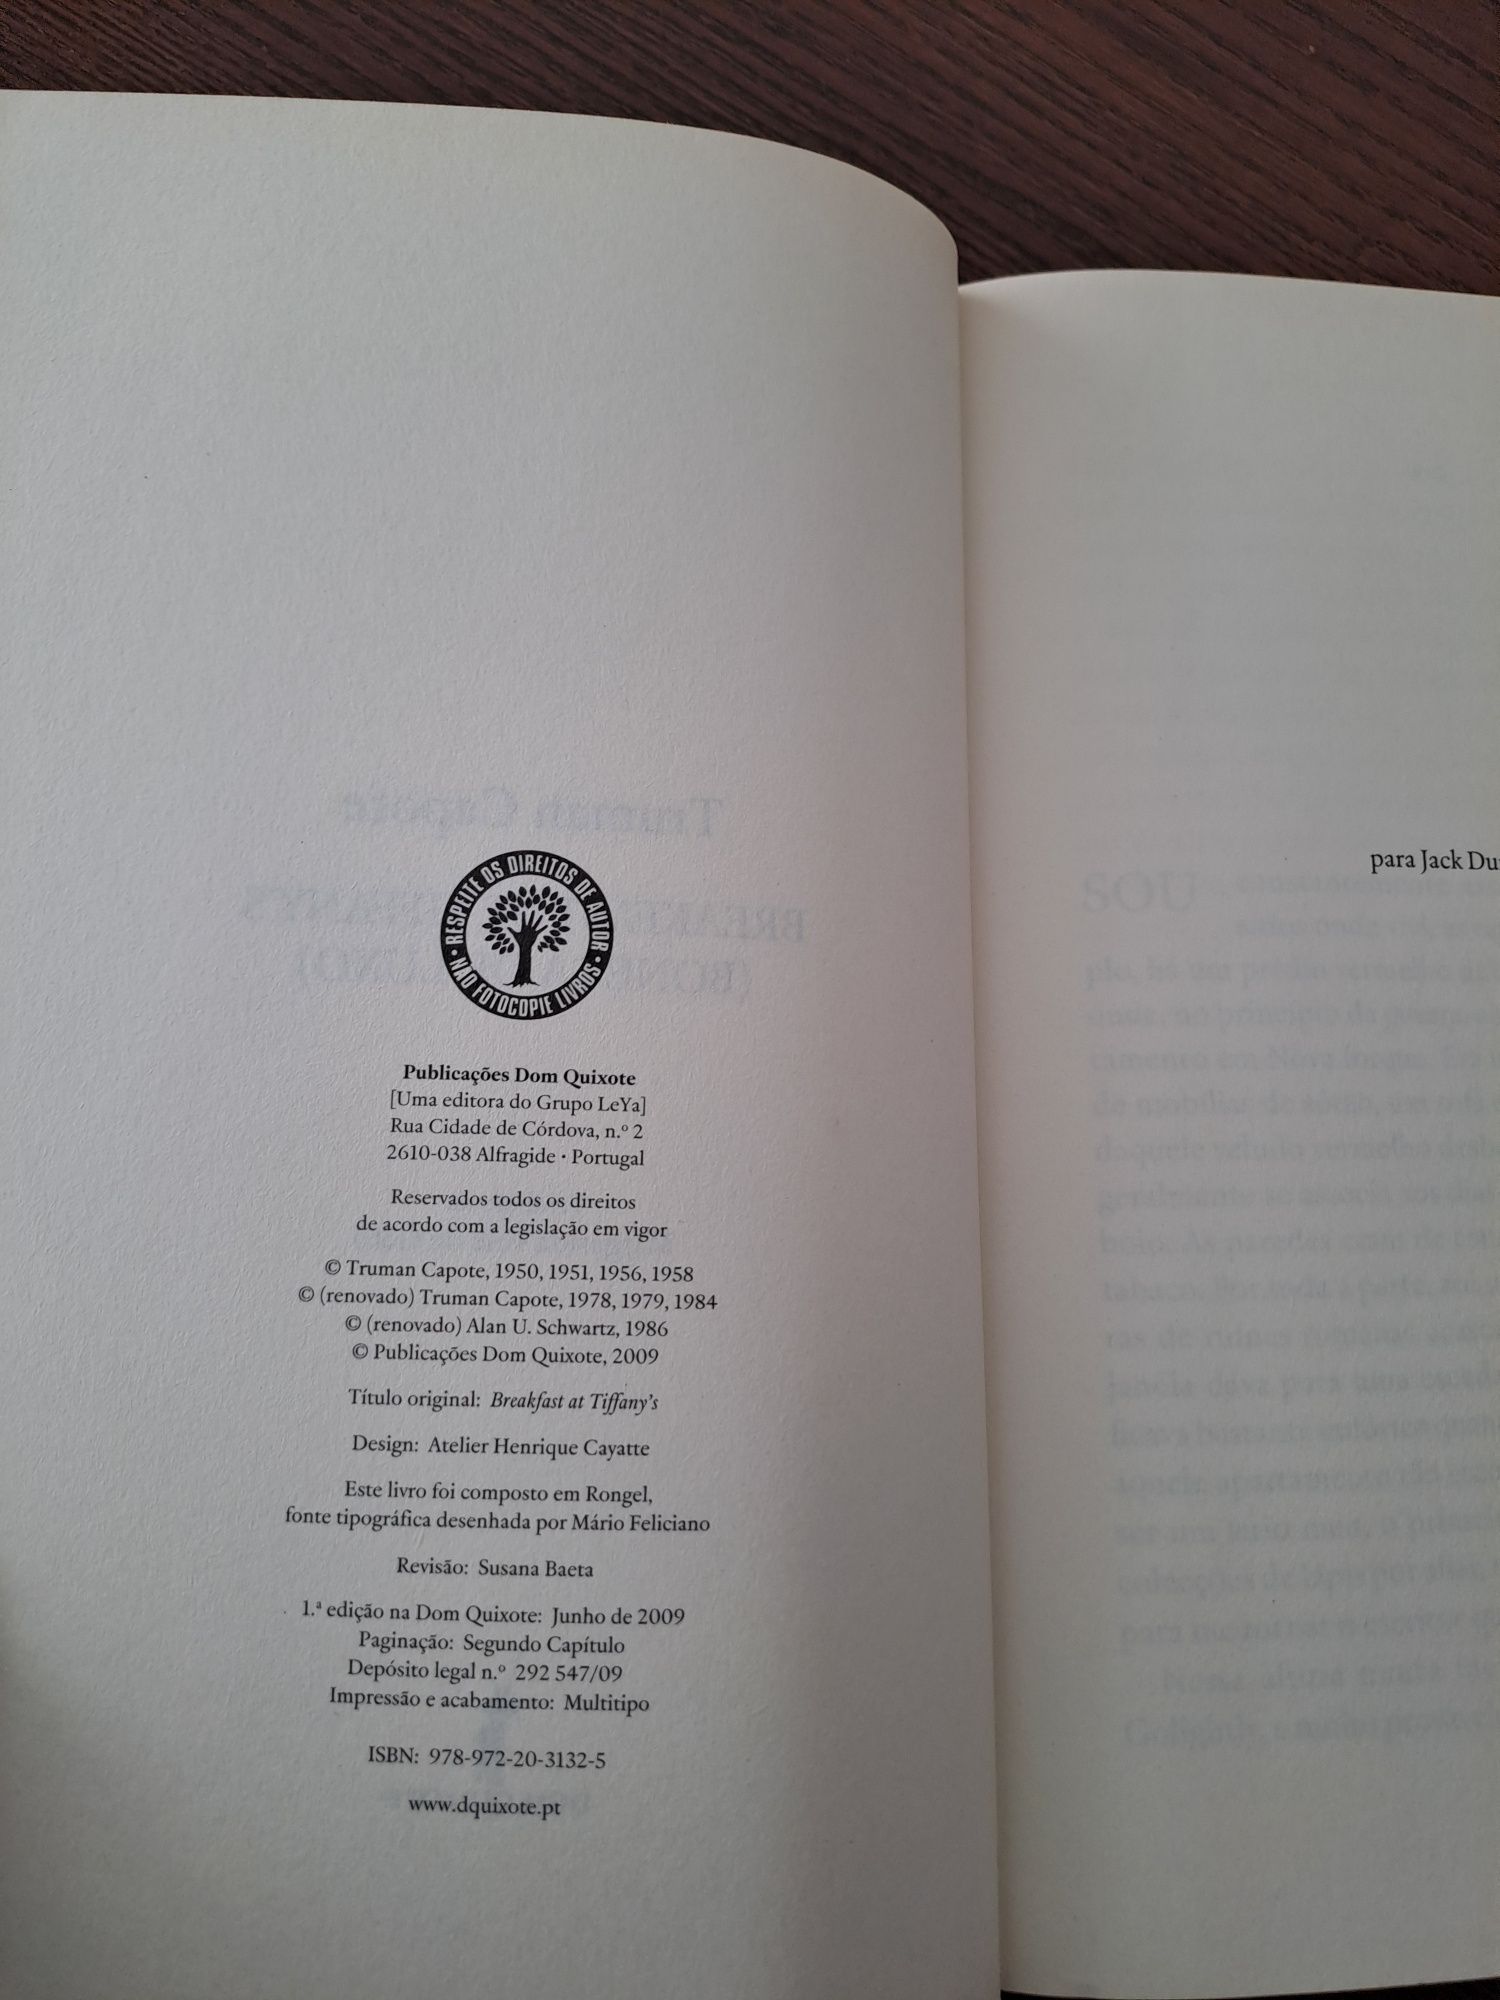 RESPEITE OS DIREITOS DE AUTOR
NÃO FOTOCOPIE LIVROS
Publicações Dom Quixote
[Uma editora do Grupo LeYa]
Rua Cidade de Córdova, n.º 2
2610-038 Alfragide • Portugal
Reservados todos os direitos
de acordo com a legislação em vigor
© Truman Capote, 1950, 1951, 1956, 1958
© (renovado) Truman Capote, 1978, 1979, 1984
© (renovado) Alan U. Schwartz, 1986
© Publicações Dom Quixote, 2009
Título original: Breakfast at Tiffany's
Design: Atelier Henrique Cayatte
Este livro foi composto em Rongel,
fonte tipográfica desenhada por Mário Feliciano
Revisão: Susana Baeta
1.ª edição na Dom Quixote: Junho de 2009
Paginação: Segundo Capítulo
Depósito legal n.º 292 547/09
Impressão e acabamento: Multitipo
ISBN: 978-972-20-3132-5
www.dquixote.pt
para Jack